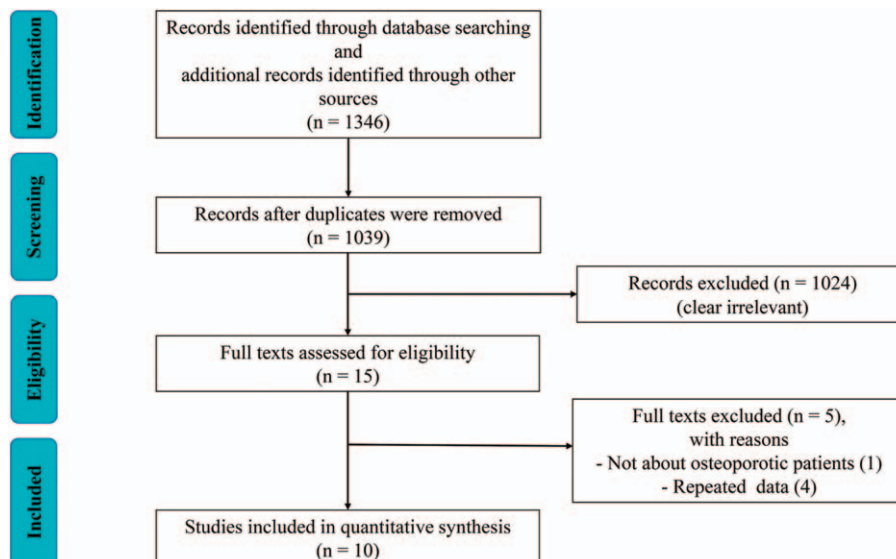 Identification
Records identified through database searching
and
additional records identified through other
sources
(n = 1346)
Screening
Records after duplicates were removed
(n = 1039)
Records excluded (n = 1024)
(clear irrelevant)
Eligibility
Full texts assessed for eligibility
(n = 15)
Full texts excluded (n = 5),
with reasons
- Not about osteoporotic patients (1)
- Repeated data (4)
Included
Studies included in quantitative synthesis
(n = 10)